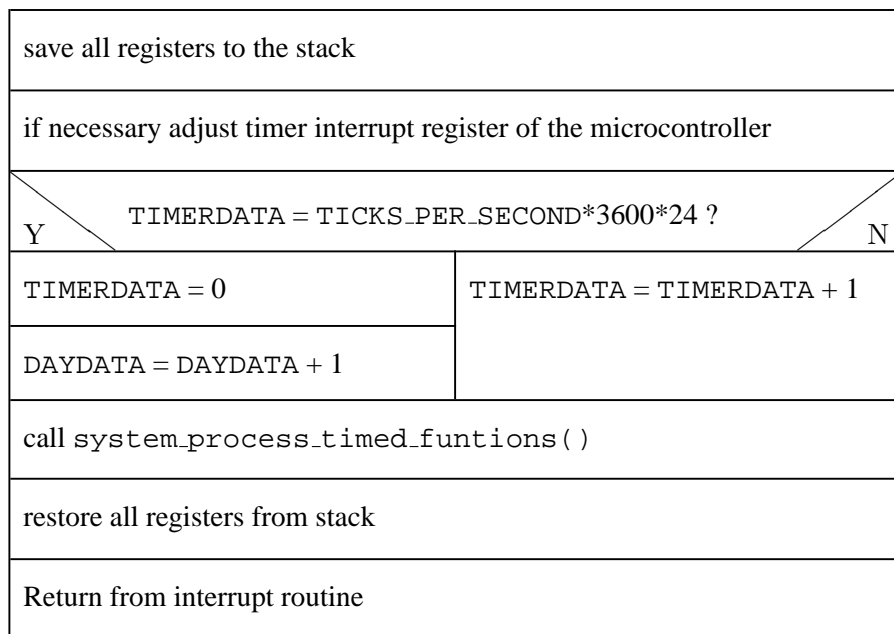 save all registers to the stack
if necessary adjust timer interrupt register of the microcontroller
TIMERDATA = TICKS_PER_SECOND*3600*24 ?
Y
N
TIMERDATA = 0
TIMERDATA = TIMERDATA + 1
DAYDATA = DAYDATA + 1
call system_process_timed_funtions()
restore all registers from stack
Return from interrupt routine